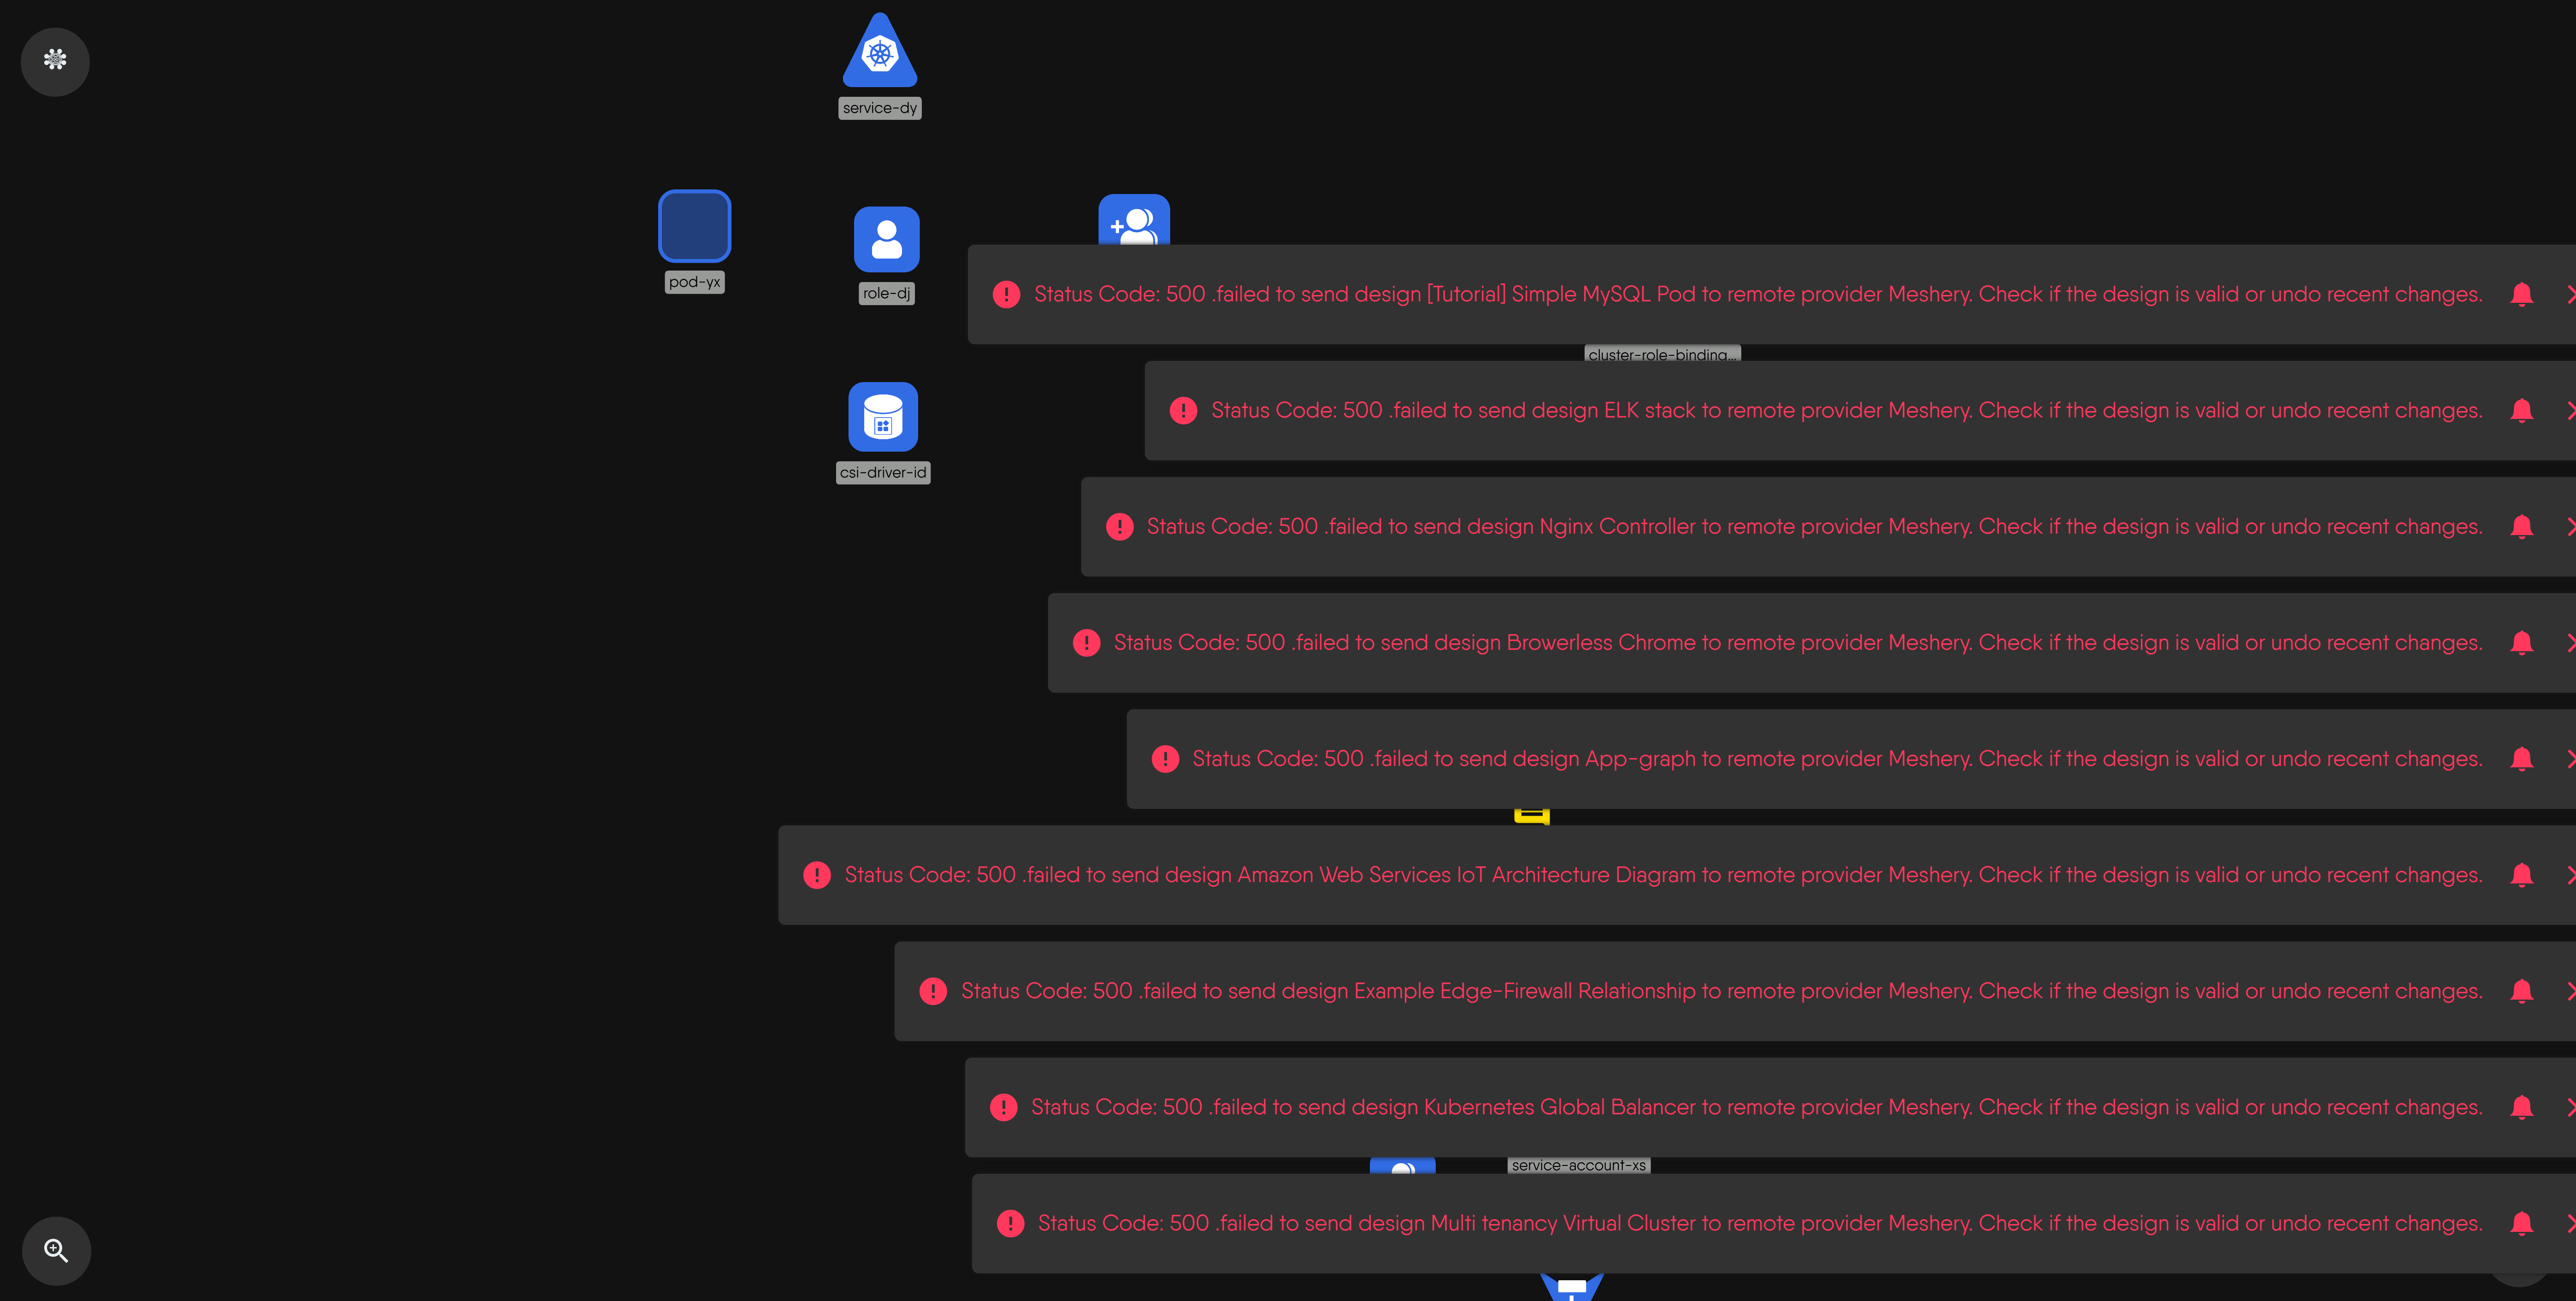 service-dy
pod-yx
role-dj
Status Code: 500 .failed to send design [Tutorial] Simple MySQL Pod to remote provider Meshery. Check if the design is valid or undo recent changes.
cluster-role-binding...
Status Code: 500 .failed to send design ELK stack to remote provider Meshery. Check if the design is valid or undo recent changes.
csi-driver-id
Status Code: 500 .failed to send design Nginx Controller to remote provider Meshery. Check if the design is valid or undo recent changes.
Status Code: 500 .failed to send design Browerless Chrome to remote provider Meshery. Check if the design is valid or undo recent changes.
Status Code: 500 .failed to send design App-graph to remote provider Meshery. Check if the design is valid or undo recent changes.
Status Code: 500 .failed to send design Amazon Web Services IoT Architecture Diagram to remote provider Meshery. Check if the design is valid or undo recent changes.
Status Code: 500 .failed to send design Example Edge-Firewall Relationship to remote provider Meshery. Check if the design is valid or undo recent changes.
Status Code: 500 .failed to send design Kubernetes Global Balancer to remote provider Meshery. Check if the design is valid or undo recent changes.
service-account-xs
Status Code: 500 .failed to send design Multi tenancy Virtual Cluster to remote provider Meshery. Check if the design is valid or undo recent changes.